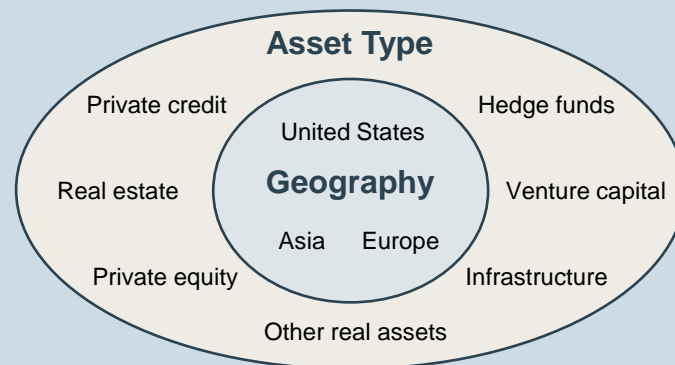 Asset Type
Private credit
Hedge funds
United States
Real estate
Geography
Venture capital
Asia
Europe
Private equity
Infrastructure
Other real assets